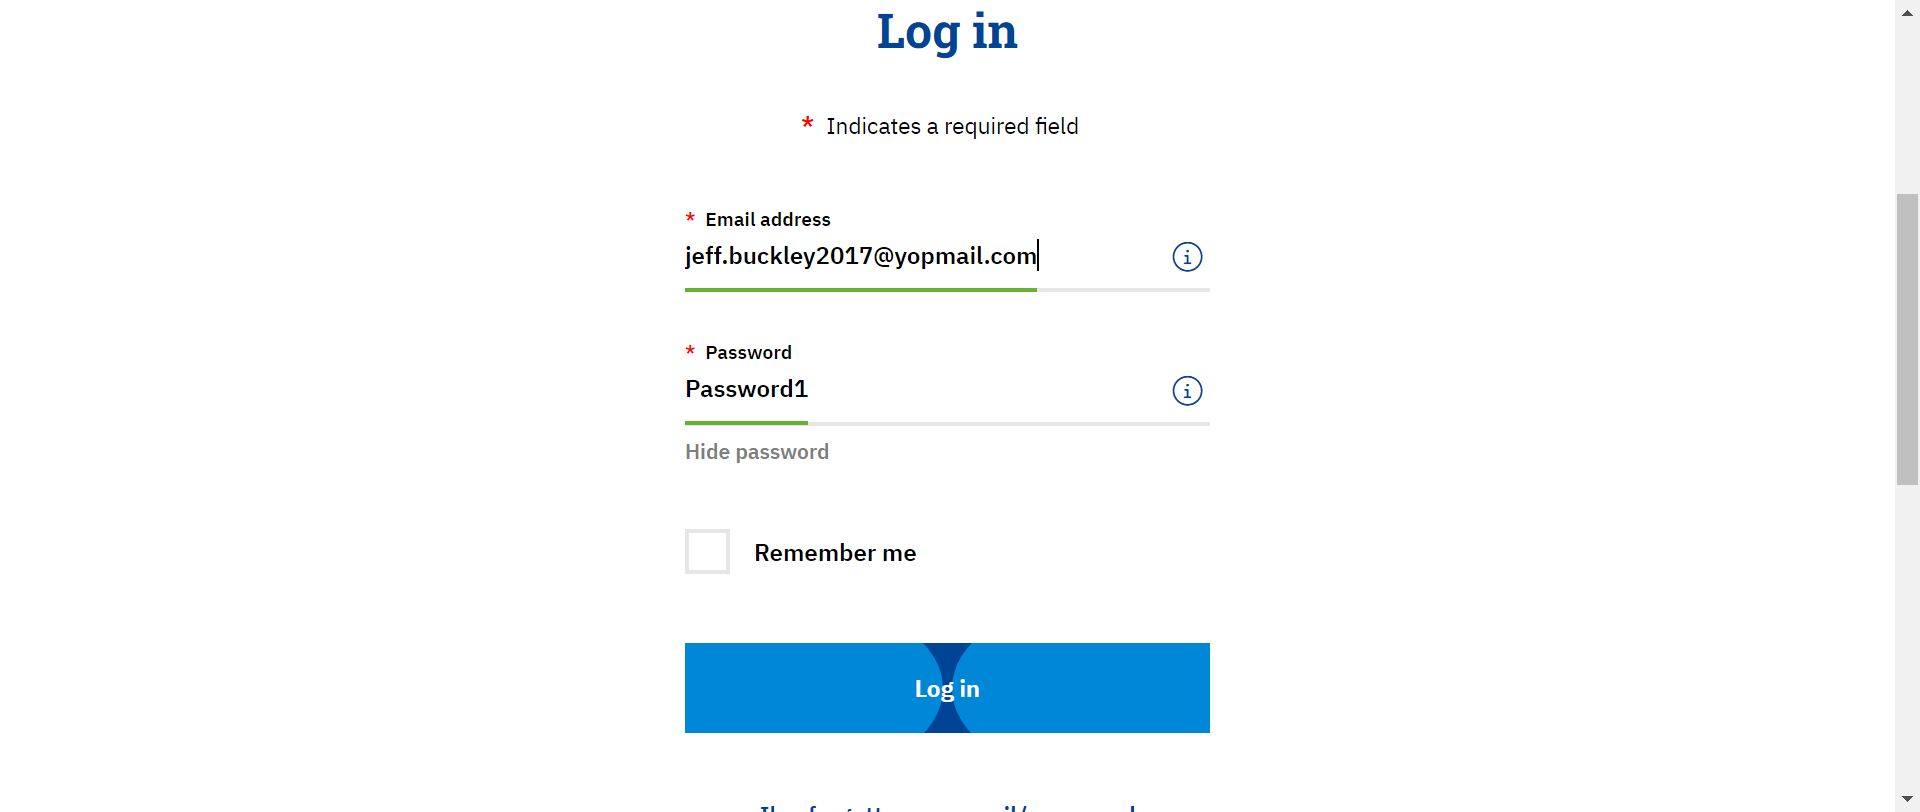 Log in
* Indicates a required field
* Email address
jeff.buckley2017@yopmail.com
* Password
Password1
Hide password
Remember me
Log in